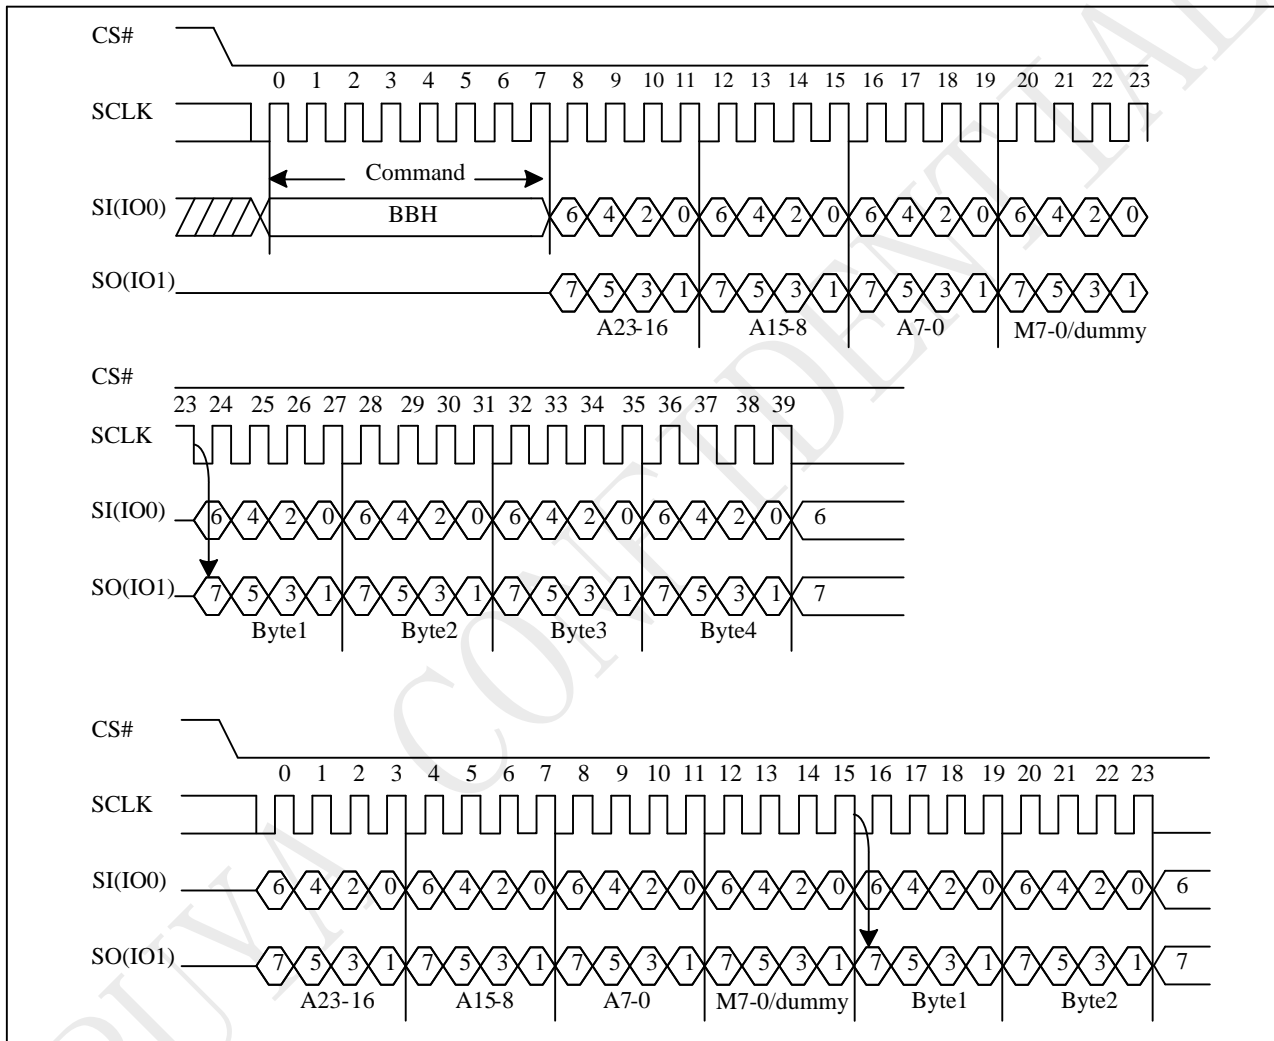 CS#
0 1 2 3 4 5 6 7 8 9 10 11 12 13 14 15 16 17 18 19 20 21 22 23
SCLK
Command
SI(IO0) BBH 6 4 2 0 6 4 2 0 6 4 2 0 6 4 2 0
SO(IO1) 7 5 3 1 7 5 3 1 7 5 3 1 7 5 3 1
A23-16 A15-8 A7-0 M7-0/dummy
CS#
23 24 25 26 27 28 29 30 31 32 33 34 35 36 37 38 39
SCLK
SI(IO0) 6 4 2 0 6 4 2 0 6 4 2 0 6 4 2 0 6
SO(IO1) 7 5 3 1 7 5 3 1 7 5 3 1 7 5 3 1 7
Byte1 Byte2 Byte3 Byte4
CS#
0 1 2 3 4 5 6 7 8 9 10 11 12 13 14 15 16 17 18 19 20 21 22 23
SCLK
SI(IO0) 6 4 2 0 6 4 2 0 6 4 2 0 6 4 2 0 6 4 2 0 6 4 2 0 6
SO(IO1) 7 5 3 1 7 5 3 1 7 5 3 1 7 5 3 1 7 5 3 1 7 5 3 1 7
A23-16 A15-8 A7-0 M7-0/dummy Byte1 Byte2
PUYA CONFIDENTIAL